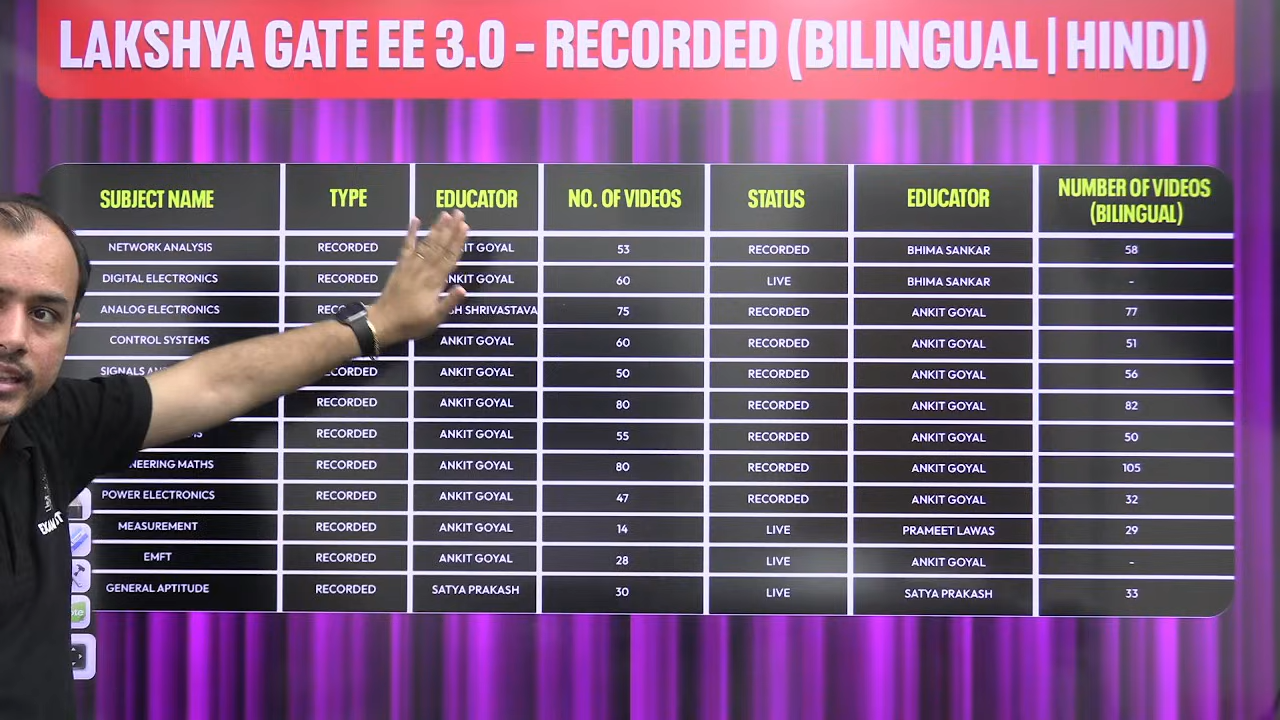 LAKSHYA GATE EE 3.0 - RECORDED (BILINGUAL | HINDI)
SUBJECT NAME TYPE EDUCATOR NO. OF VIDEOS STATUS EDUCATOR NUMBER OF VIDEOS (BILINGUAL)
NETWORK ANALYSIS RECORDED GOYAL 53 RECORDED BHIMA SANKAR 58
DIGITAL ELECTRONICS RECORDED GOYAL 60 LIVE BHIMA SANKAR -
ANALOG ELECTRONICS SHRIVASTAVA 75 RECORDED ANKIT GOYAL 77
CONTROL SYSTEMS ANKIT GOYAL 60 RECORDED ANKIT GOYAL 51
SIGNALS ANKIT GOYAL 50 RECORDED ANKIT GOYAL 56
RECORDED ANKIT GOYAL 80 RECORDED ANKIT GOYAL 82
RECORDED ANKIT GOYAL 55 RECORDED ANKIT GOYAL 50
MATHS RECORDED ANKIT GOYAL 80 RECORDED ANKIT GOYAL 105
POWER ELECTRONICS RECORDED ANKIT GOYAL 47 RECORDED ANKIT GOYAL 32
MEASUREMENT RECORDED ANKIT GOYAL 14 LIVE PRAMEET LAWAS 29
EMFT RECORDED ANKIT GOYAL 28 LIVE ANKIT GOYAL -
GENERAL APTITUDE RECORDED SATYA PRAKASH 30 LIVE SATYA PRAKASH 33